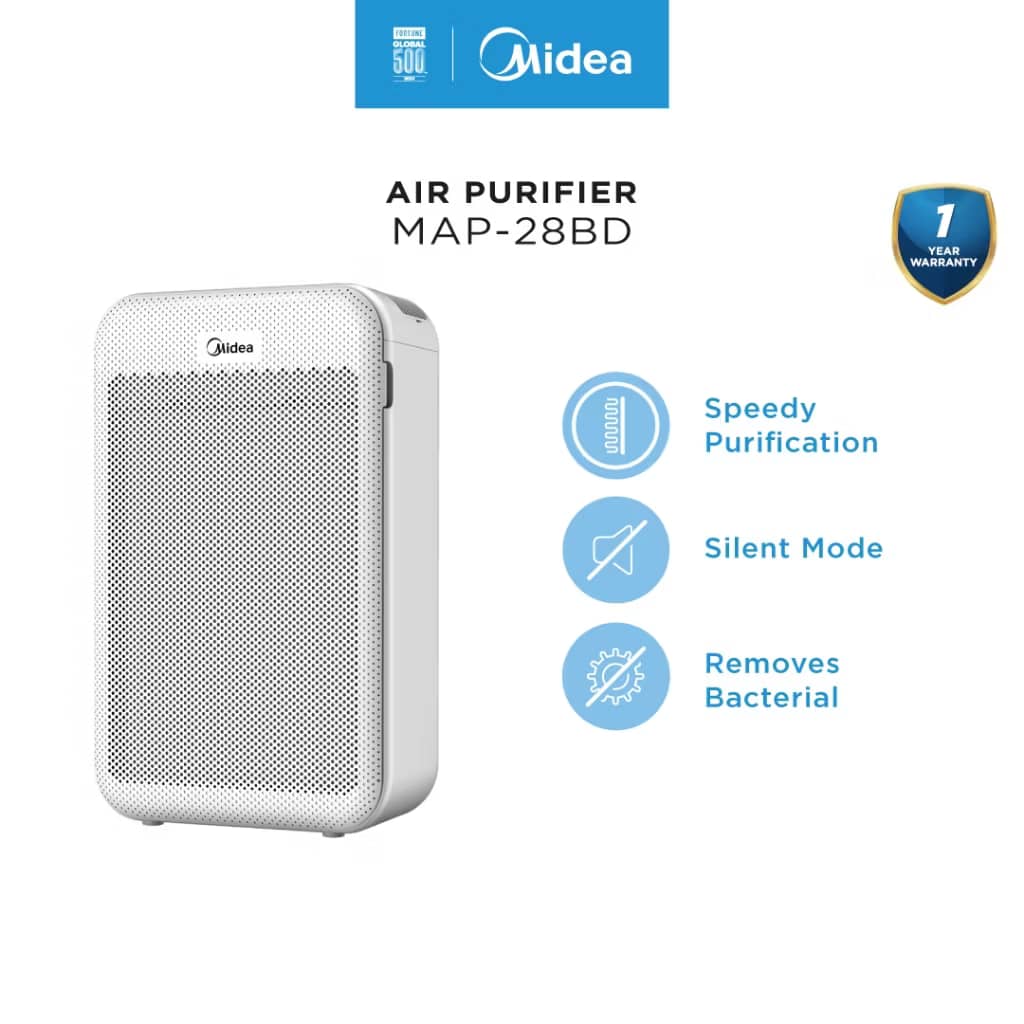 FORTUNE
GLOBAL
500
Midea
AIR PURIFIER
MAP-28BD
1
YEAR
WARRANTY
Midea
Speedy
Purification
Silent Mode
Removes
Bacterial